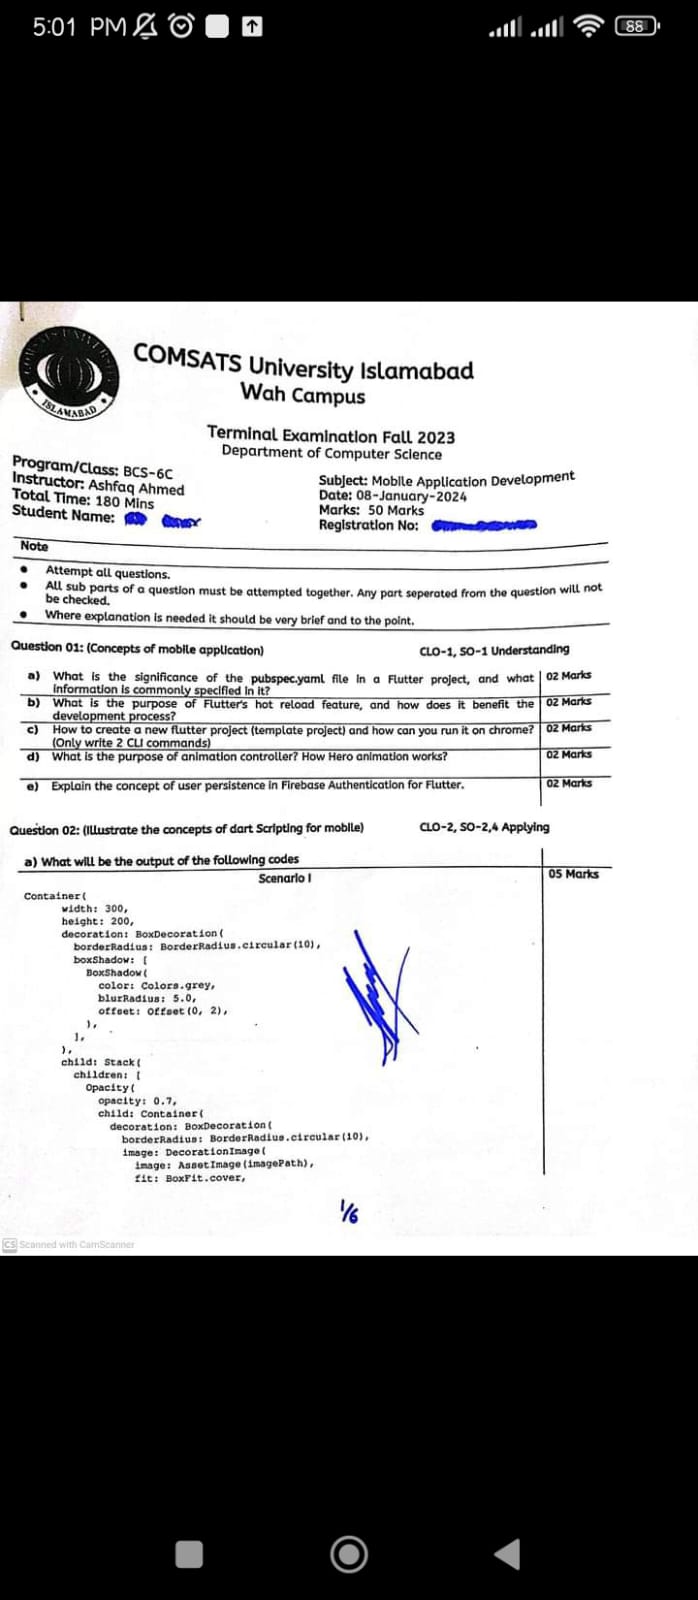 5:01 PM
88
COMSATS UNIVERSITY
ISLAMABAD
COMSATS University Islamabad
Wah Campus
Terminal Examination Fall 2023
Department of Computer Science
Program/Class: BCS-6C
Instructor: Ashfaq Ahmed
Total Time: 180 Mins
Student Name:
Subject: Mobile Application Development
Date: 08-January-2024
Marks: 50 Marks
Registration No:
Note
• Attempt all questions.
• All sub parts of a question must be attempted together. Any part seperated from the question will not
be checked.
• Where explanation is needed it should be very brief and to the point.
Question 01: (Concepts of mobile application) CLO-1, SO-1 Understanding
a) What is the significance of the pubspec.yaml file in a Flutter project, and what 02 Marks
information is commonly specified in it?
b) What is the purpose of Flutter's hot reload feature, and how does it benefit the 02 Marks
development process?
c) How to create a new flutter project (template project) and how can you run it on chrome? 02 Marks
(Only write 2 CLI commands)
d) What is the purpose of animation controller? How Hero animation works? 02 Marks
e) Explain the concept of user persistence in Firebase Authentication for Flutter. 02 Marks
Question 02: (Illustrate the concepts of dart Scripting for mobile) CLO-2, SO-2,4 Applying
a) What will be the output of the following codes
Scenario I 05 Marks
Container(
width: 300,
height: 200,
decoration: BoxDecoration(
borderRadius: BorderRadius.circular(10),
boxShadow: [
BoxShadow(
color: Colors.grey,
blurRadius: 5.0,
offset: Offset(0, 2),
),
],
),
child: Stack(
children: [
Opacity(
opacity: 0.7,
child: Container(
decoration: BoxDecoration(
borderRadius: BorderRadius.circular(10),
image: DecorationImage(
image: AssetImage(imagePath),
fit: BoxFit.cover,
1/6
CS Scanned with CamScanner